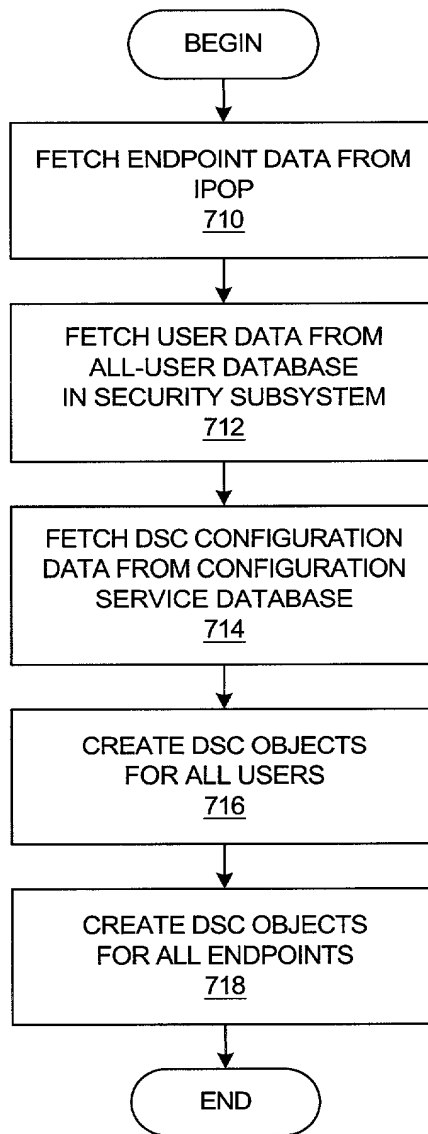 BEGIN
FETCH ENDPOINT DATA FROM
IPOP
710
FETCH USER DATA FROM
ALL-USER DATABASE
IN SECURITY SUBSYSTEM
712
FETCH DSC CONFIGURATION
DATA FROM CONFIGURATION
SERVICE DATABASE
714
CREATE DSC OBJECTS
FOR ALL USERS
716
CREATE DSC OBJECTS
FOR ALL ENDPOINTS
718
END